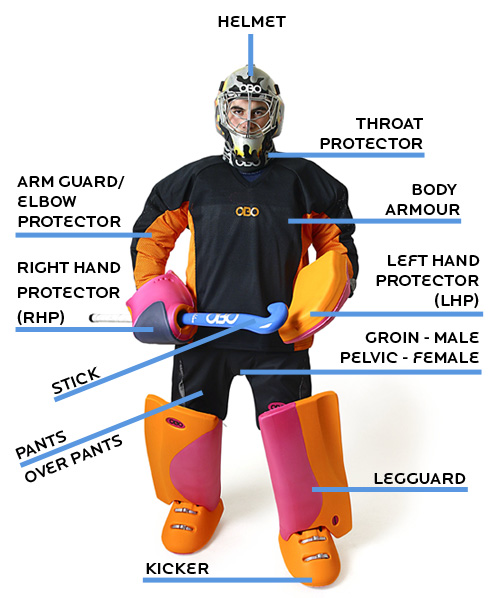 HELMET
OBO
THROAT
PROTECTOR
ARM GUARD/
ELBOW
PROTECTOR
BODY
ARMOUR
OBO
RIGHT HAND
PROTECTOR
(RHP)
LEFT HAND
PROTECTOR
(LHP)
OBO
GROIN - MALE
PELVIC - FEMALE
STICK
PANTS
OVER PANTS
LEGGUARD
KICKER